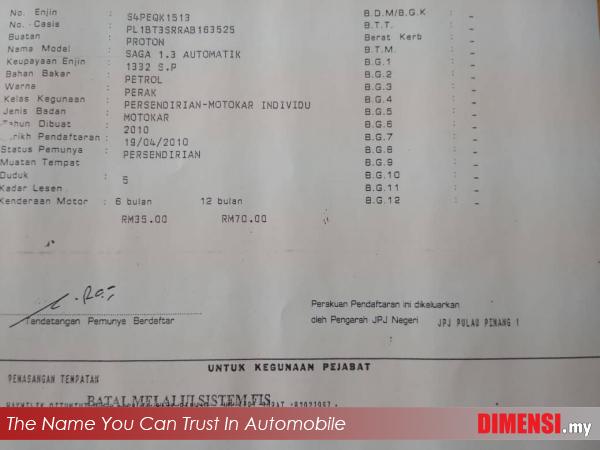 No. Enjin : S4PEQK1513 B.D.M/B.G.K : _
No. Casis : PL1BT3SRRAB163525 B.T.T. : _
Buatan : PROTON Berat Kerb : _
Nama Model : SAGA 1.3 AUTOMATIK B.T.M. : _
Keupayaan Enjin : 1332 S.P B.G.1 : _
Bahan Bakar : PETROL B.G.2 : _
Warna : PERAK B.G.3 : _
Kelas Kegunaan : PERSENDIRIAN-MOTOKAR INDIVIDU B.G.4 : _
Jenis Badan : MOTOKAR B.G.5 : _
Tahun Dibuat : 2010 B.G.6 : _
rikh Pendaftaran : 19/04/2010 B.G.7 : _
Status Pemunya : PERSENDIRIAN B.G.8 : _
Muatan Tempat B.G.9 : _
Duduk : 5 B.G.10 : _
Kadar Lesen B.G.11 : _
Kenderaan Motor : 6 bulan 12 bulan B.G.12 : _
RM35.00 RM70.00
Perakuan Pendaftaran ini dikeluarkan
Tandatangan Pemunya Berdaftar oleh Pengarah JPJ Negeri JPJ PULAU PINANG 1
UNTUK KEGUNAAN PEJABAT
PEMASANGAN TEMPATAN
BATAL MELALUI SISTEM FIS
The Name You Can Trust In Automobile
DIMENSI.my